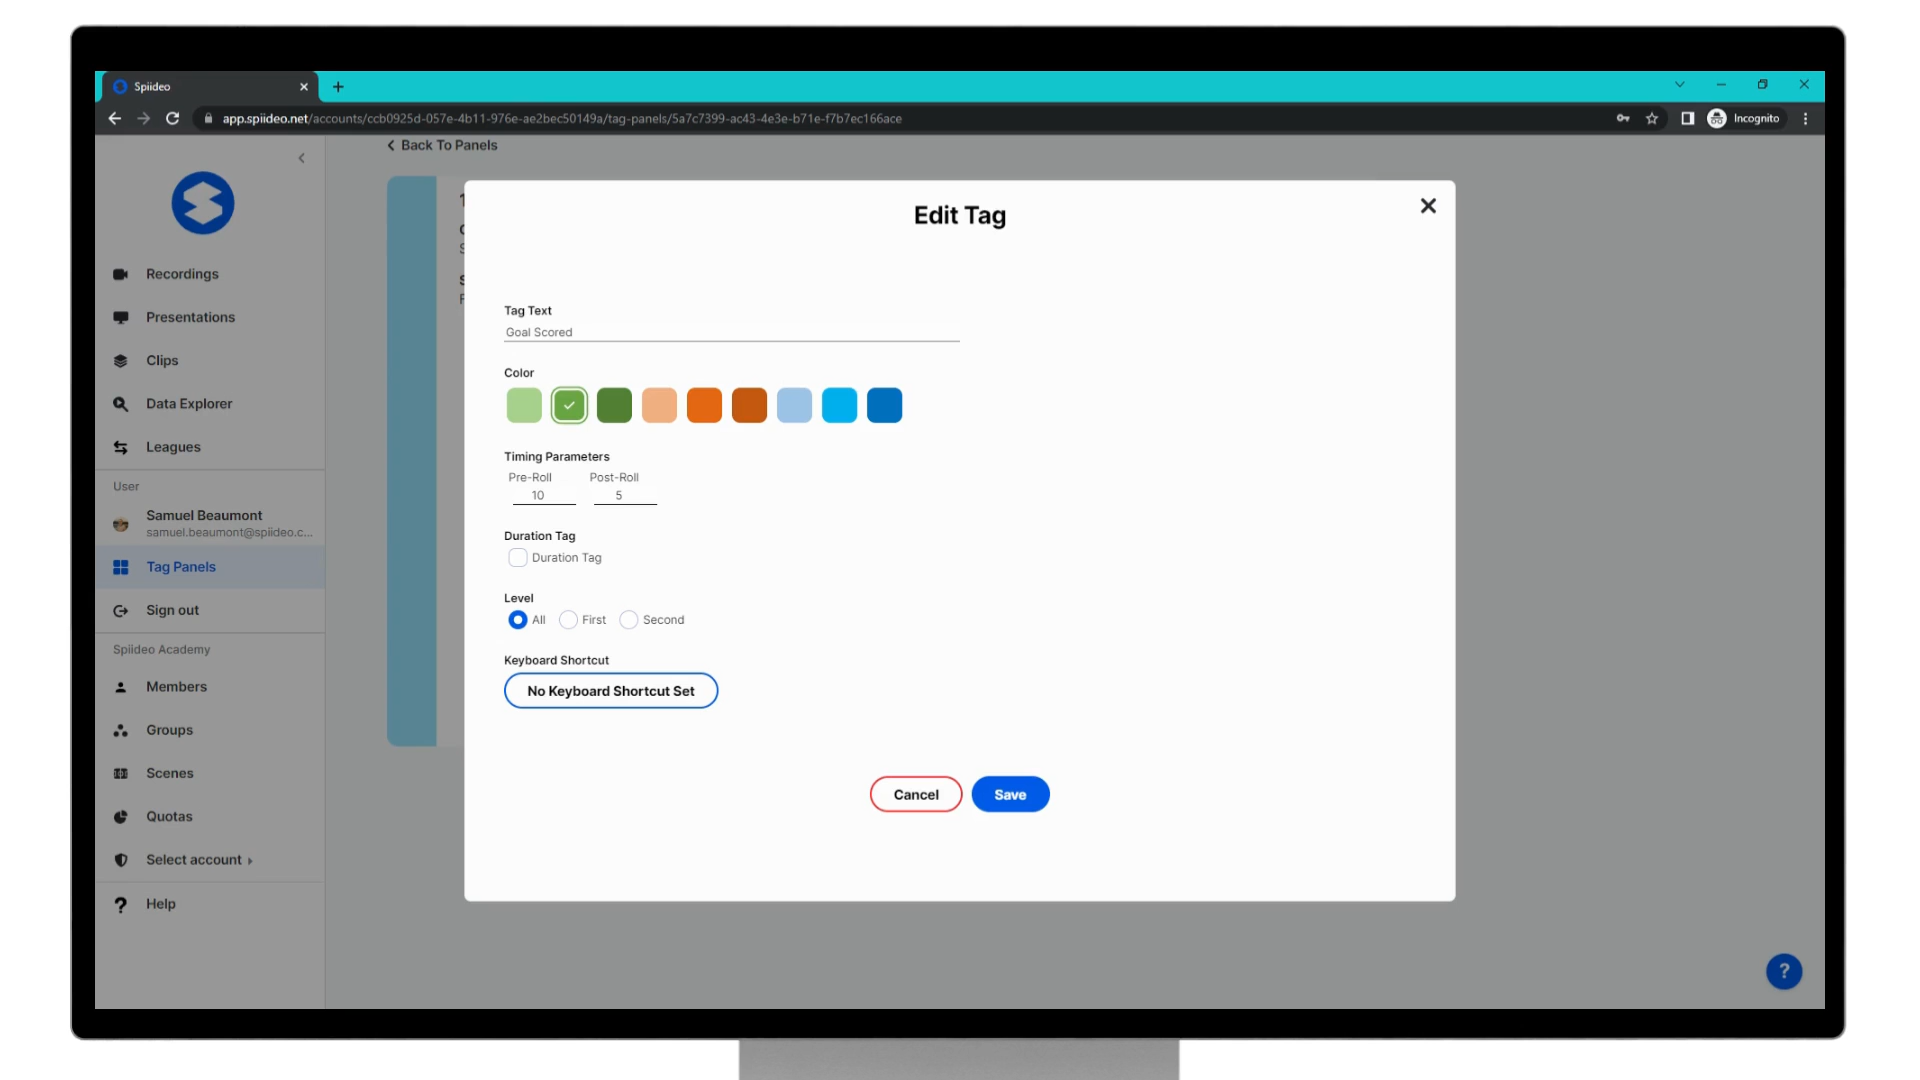 Spiideo
app.spiideo.net/accounts/ccb0925d-057e-4b11-976e-ae2bec50149a/tag-panels/5a7c7399-ac43-4e3e-b71e-f7b7ec166ace
Incognito
Back To Panels
Recordings
Presentations
Clips
Data Explorer
Leagues
User
Samuel Beaumont
samuel.beaumont@spiideo.c...
Tag Panels
Sign out
Spiideo Academy
Members
Groups
Scenes
Quotas
Select account
Help
Edit Tag
Tag Text
Goal Scored
Color
Timing Parameters
Pre-Roll Post-Roll
10 5
Duration Tag
Duration Tag
Level
All First Second
Keyboard Shortcut
No Keyboard Shortcut Set
Cancel Save
?